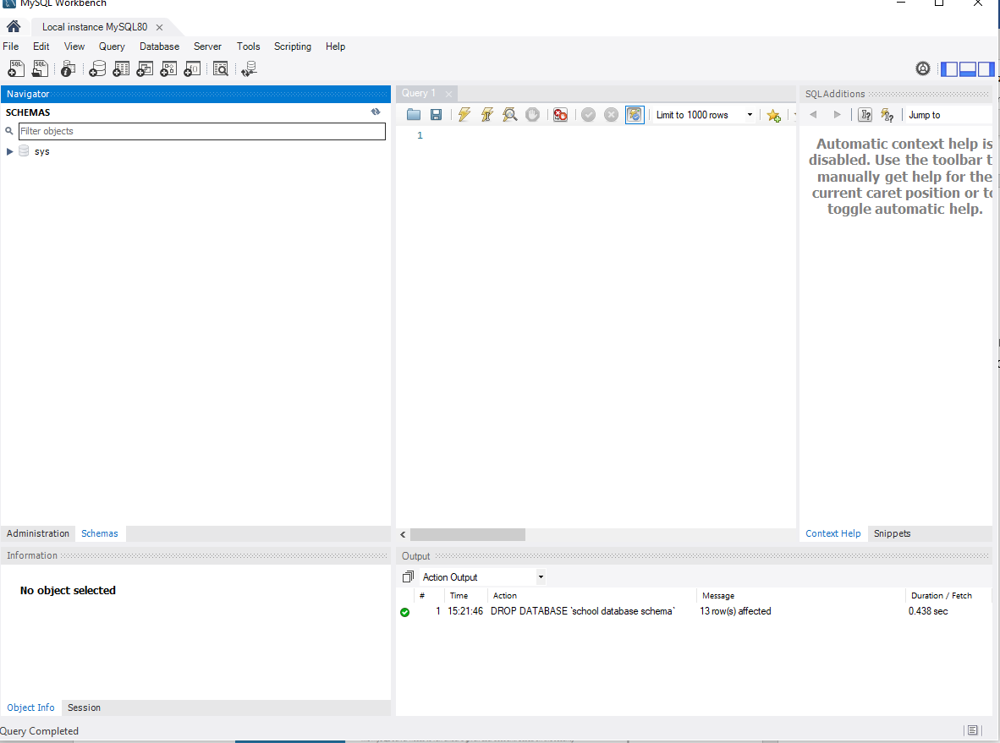 MySQL Workbench
Local instance MySQL80
File Edit View Query Database Server Tools Scripting Help
Navigator
SCHEMAS
Filter objects
sys
Administration Schemas
Information
No object selected
Object Info Session
Query 1
Limit to 1000 rows
1
SQLAdditions
Jump to
Automatic context help is
disabled. Use the toolbar t
manually get help for the
current caret position or to
toggle automatic help.
Context Help Snippets
Output
Action Output
# Time Action Message Duration / Fetch
1 15:21:46 DROP DATABASE `school database schema` 13 row(s) affected 0.438 sec
Query Completed